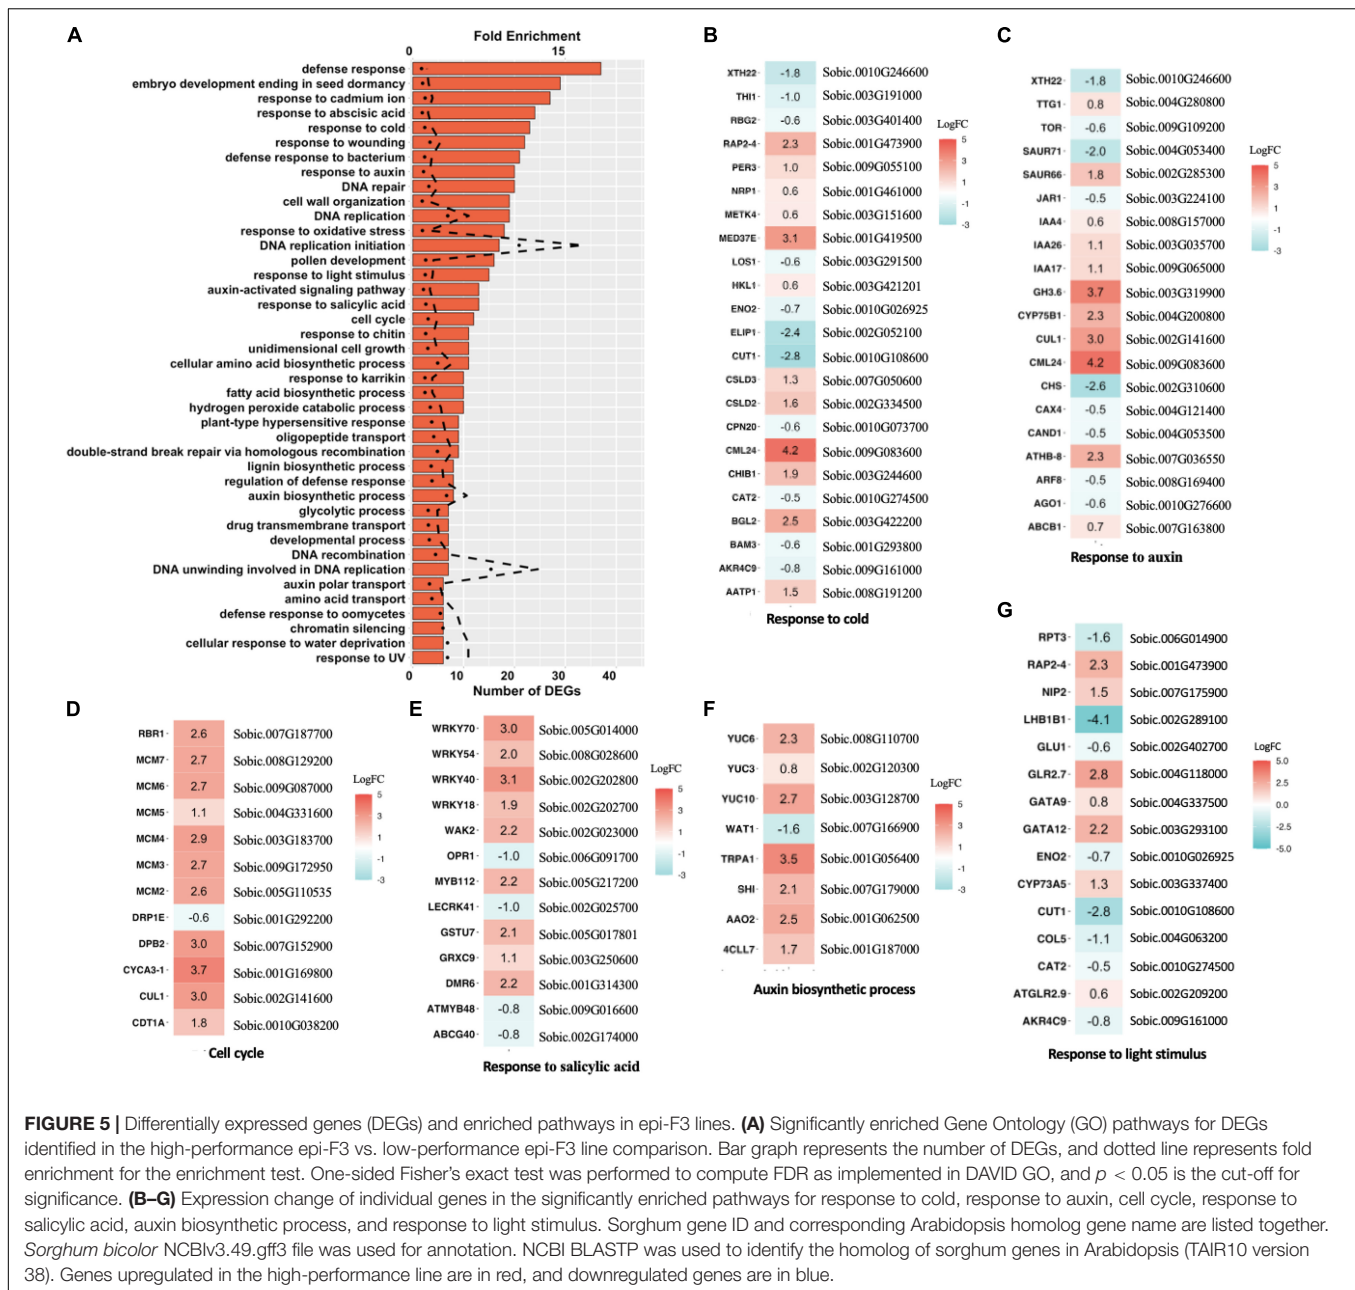 A
Fold Enrichment
0 15
defense response
embryo development ending in seed dormancy
response to cadmium ion
response to abscisic acid
response to cold
response to wounding
defense response to bacterium
response to auxin
DNA repair
cell wall organization
DNA replication
response to oxidative stress
DNA replication initiation
pollen development
response to light stimulus
auxin-activated signaling pathway
response to salicylic acid
cell cycle
response to chitin
unidimensional cell growth
cellular amino acid biosynthetic process
response to karrikin
fatty acid biosynthetic process
hydrogen peroxide catabolic process
plant-type hypersensitive response
oligopeptide transport
double-strand break repair via homologous recombination
lignin biosynthetic process
regulation of defense response
auxin biosynthetic process
glycolytic process
drug transmembrane transport
developmental process
DNA recombination
DNA unwinding involved in DNA replication
auxin polar transport
amino acid transport
defense response to oomycetes
chromatin silencing
cellular response to water deprivation
response to UV
0 10 20 30 40
Number of DEGs
B
XTH22 -1.8 Sobic.0010G246600
THI1 -1.0 Sobic.003G191000
RBG2 -0.6 Sobic.003G401400
RAP2-4 2.3 Sobic.001G473900
PER3 1.0 Sobic.009G055100
NRP1 0.6 Sobic.001G461000
METK4 0.6 Sobic.003G151600
MED37E 3.1 Sobic.001G419500
LOS1 -0.6 Sobic.003G291500
HKL1 0.6 Sobic.003G421201
ENO2 -0.7 Sobic.0010G026925
ELIP1 -2.4 Sobic.002G052100
CUT1 -2.8 Sobic.0010G108600
CSLD3 1.3 Sobic.007G050600
CSLD2 1.6 Sobic.002G334500
CPN20 -0.6 Sobic.0010G073700
CML24 4.2 Sobic.009G083600
CHIB1 1.9 Sobic.003G244600
CAT2 -0.5 Sobic.0010G274500
BGL2 2.5 Sobic.003G422200
BAM3 -0.6 Sobic.001G293800
AKR4C9 -0.8 Sobic.009G161000
AATP1 1.5 Sobic.008G191200
Response to cold
LogFC
5
3
1
-1
-3
C
XTH22 -1.8 Sobic.0010G246600
TTG1 0.8 Sobic.004G280800
TOR -0.6 Sobic.009G109200
SAUR71 -2.0 Sobic.004G053400
SAUR66 1.8 Sobic.002G285300
JAR1 -0.5 Sobic.003G224100
IAA4 0.6 Sobic.008G157000
IAA26 1.1 Sobic.003G035700
IAA17 1.1 Sobic.009G065000
GH3.6 3.7 Sobic.003G319900
CYP75B1 2.3 Sobic.004G200800
CUL1 3.0 Sobic.002G141600
CML24 4.2 Sobic.009G083600
CHS -2.6 Sobic.002G310600
CAX4 -0.5 Sobic.004G121400
CAND1 -0.5 Sobic.004G053500
ATHB-8 2.3 Sobic.007G036550
ARF8 -0.5 Sobic.008G169400
AGO1 -0.6 Sobic.0010G276600
ABCB1 0.7 Sobic.007G163800
Response to auxin
LogFC
5
3
1
-1
-3
D
RBR1 2.6 Sobic.007G187700
MCM7 2.7 Sobic.008G129200
MCM6 2.7 Sobic.009G087000
MCM5 1.1 Sobic.004G331600
MCM4 2.9 Sobic.003G183700
MCM3 2.7 Sobic.009G172950
MCM2 2.6 Sobic.005G110535
DRP1E -0.6 Sobic.001G292200
DPB2 3.0 Sobic.007G152900
CYCA3-1 3.7 Sobic.001G169800
CUL1 3.0 Sobic.002G141600
CDT1A 1.8 Sobic.0010G038200
Cell cycle
LogFC
5
3
1
-1
-3
E
WRKY70 3.0 Sobic.005G014000
WRKY54 2.0 Sobic.008G028600
WRKY40 3.1 Sobic.002G202800
WRKY18 1.9 Sobic.002G202700
WAK2 2.2 Sobic.002G023000
OPR1 -1.0 Sobic.006G091700
MYB112 2.2 Sobic.005G217200
LECRK41 -1.0 Sobic.002G025700
GSTU7 2.1 Sobic.005G017801
GRXC9 1.1 Sobic.003G250600
DMR6 2.2 Sobic.001G314300
ATMYB48 -0.8 Sobic.009G016600
ABCG40 -0.8 Sobic.002G174000
Response to salicylic acid
LogFC
5
3
1
-1
-3
F
YUC6 2.3 Sobic.008G110700
YUC3 0.8 Sobic.002G120300
YUC10 2.7 Sobic.003G128700
WAT1 -1.6 Sobic.007G166900
TRPA1 3.5 Sobic.001G056400
SHI 2.1 Sobic.007G179000
AAO2 2.5 Sobic.001G062500
4CLL7 1.7 Sobic.001G187000
Auxin biosynthetic process
LogFC
5
3
1
-1
-3
G
RPT3 -1.6 Sobic.006G014900
RAP2-4 2.3 Sobic.001G473900
NIP2 1.5 Sobic.007G175900
LHB1B1 -4.1 Sobic.002G289100
GLU1 -0.6 Sobic.002G402700
GLR2.7 2.8 Sobic.004G118000
GATA9 0.8 Sobic.004G337500
GATA12 2.2 Sobic.003G293100
ENO2 -0.7 Sobic.0010G026925
CYP73A5 1.3 Sobic.003G337400
CUT1 -2.8 Sobic.0010G108600
COL5 -1.1 Sobic.004G063200
CAT2 -0.5 Sobic.0010G274500
ATGLR2.9 0.6 Sobic.002G209200
AKR4C9 -0.8 Sobic.009G161000
Response to light stimulus
LogFC
5.0
2.5
0.0
-2.5
-5.0
FIGURE 5 | Differentially expressed genes (DEGs) and enriched pathways in epi-F3 lines. (A) Significantly enriched Gene Ontology (GO) pathways for DEGs
identified in the high-performance epi-F3 vs. low-performance epi-F3 line comparison. Bar graph represents the number of DEGs, and dotted line represents fold
enrichment for the enrichment test. One-sided Fisher's exact test was performed to compute FDR as implemented in DAVID GO, and p < 0.05 is the cut-off for
significance. (B–G) Expression change of individual genes in the significantly enriched pathways for response to cold, response to auxin, cell cycle, response to
salicylic acid, auxin biosynthetic process, and response to light stimulus. Sorghum gene ID and corresponding Arabidopsis homolog gene name are listed together.
Sorghum bicolor NCBIv3.49.gff3 file was used for annotation. NCBI BLASTP was used to identify the homolog of sorghum genes in Arabidopsis (TAIR10 version
38). Genes upregulated in the high-performance line are in red, and downregulated genes are in blue.